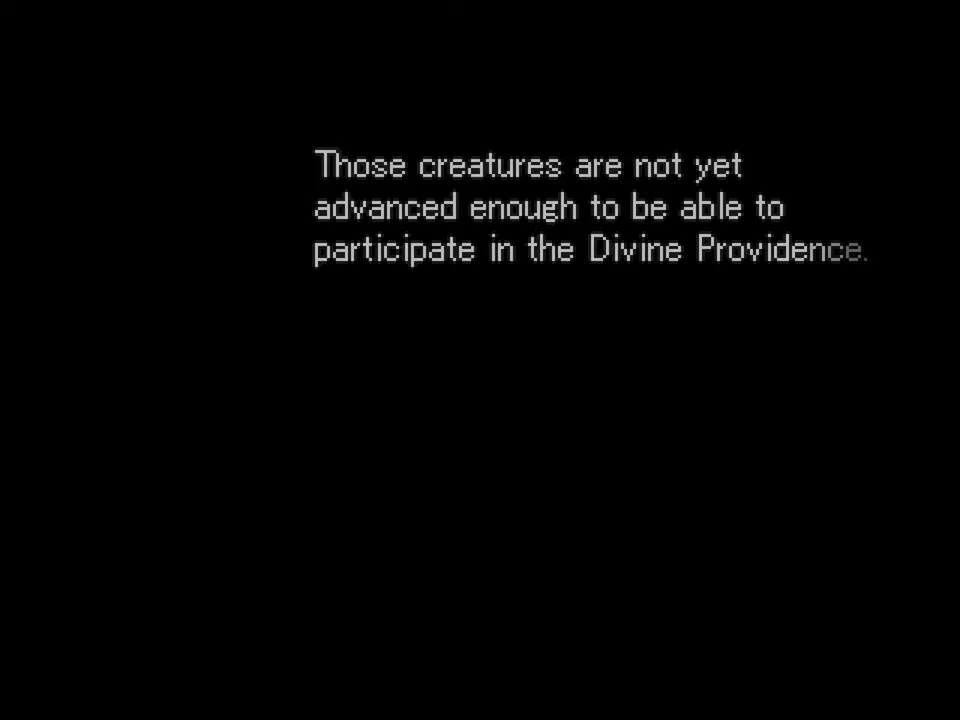 Those creatures are not yet
advanced enough to be able to
participate in the Divine Providence.